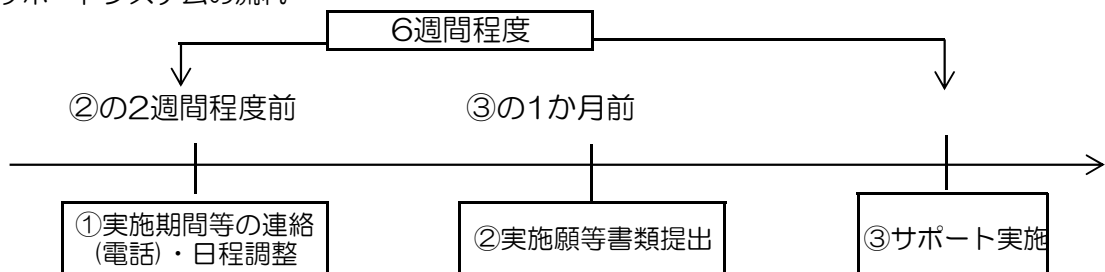 サポートシステムの流れ
6週間程度
②の2週間程度前
③の1か月前
①実施期間等の連絡
(電話)・日程調整
②実施願等書類提出
③サポート実施